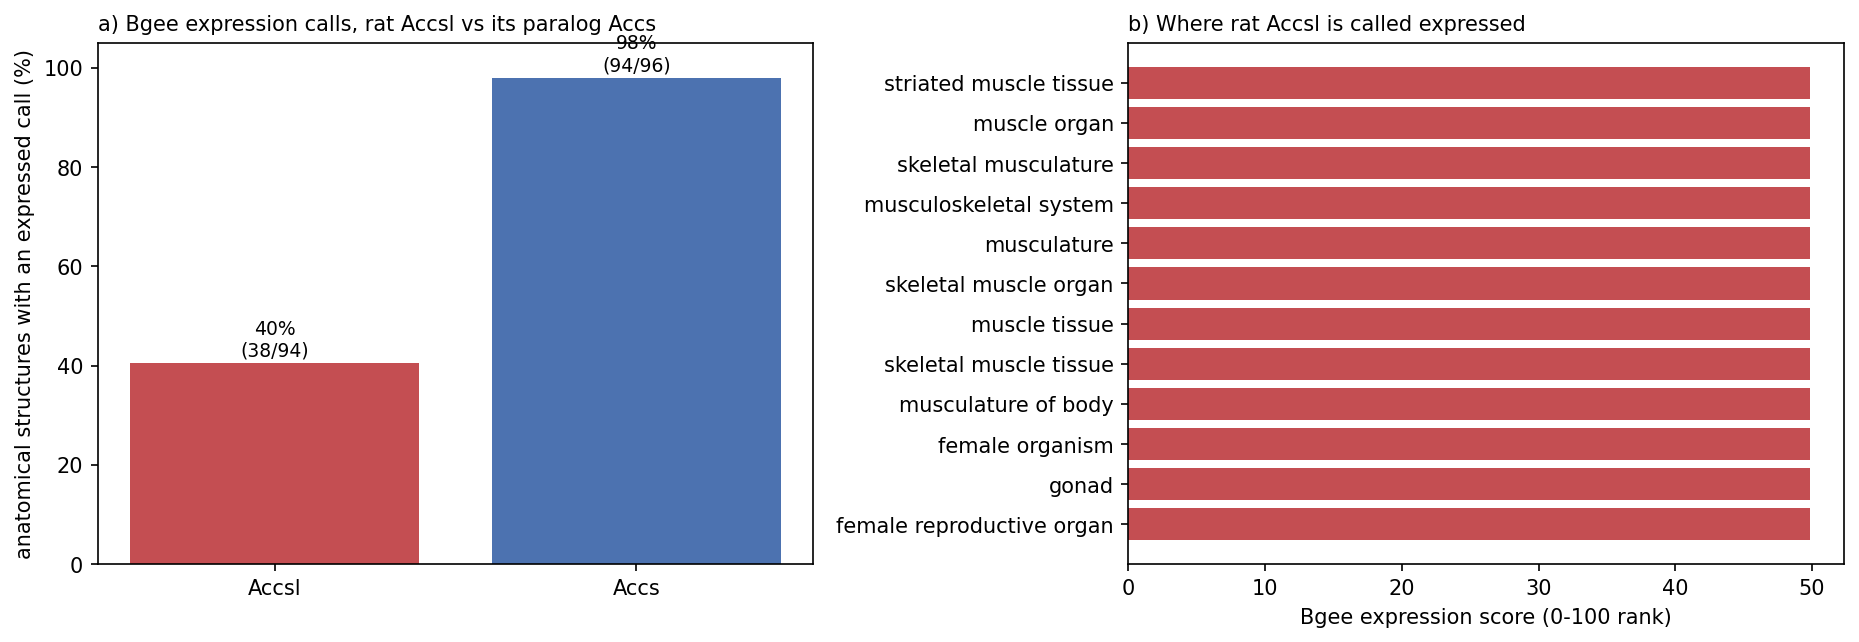 a) Bgee expression calls, rat Accsl vs its paralog Accs
anatomical structures with an expressed call (%)
100
80
60
40
20
0
40%
(38/94)
98%
(94/96)
Accsl
Accs
b) Where rat Accsl is called expressed
striated muscle tissue
muscle organ
skeletal musculature
musculoskeletal system
musculature
skeletal muscle organ
muscle tissue
skeletal muscle tissue
musculature of body
female organism
gonad
female reproductive organ
0
10
20
30
40
50
Bgee expression score (0-100 rank)